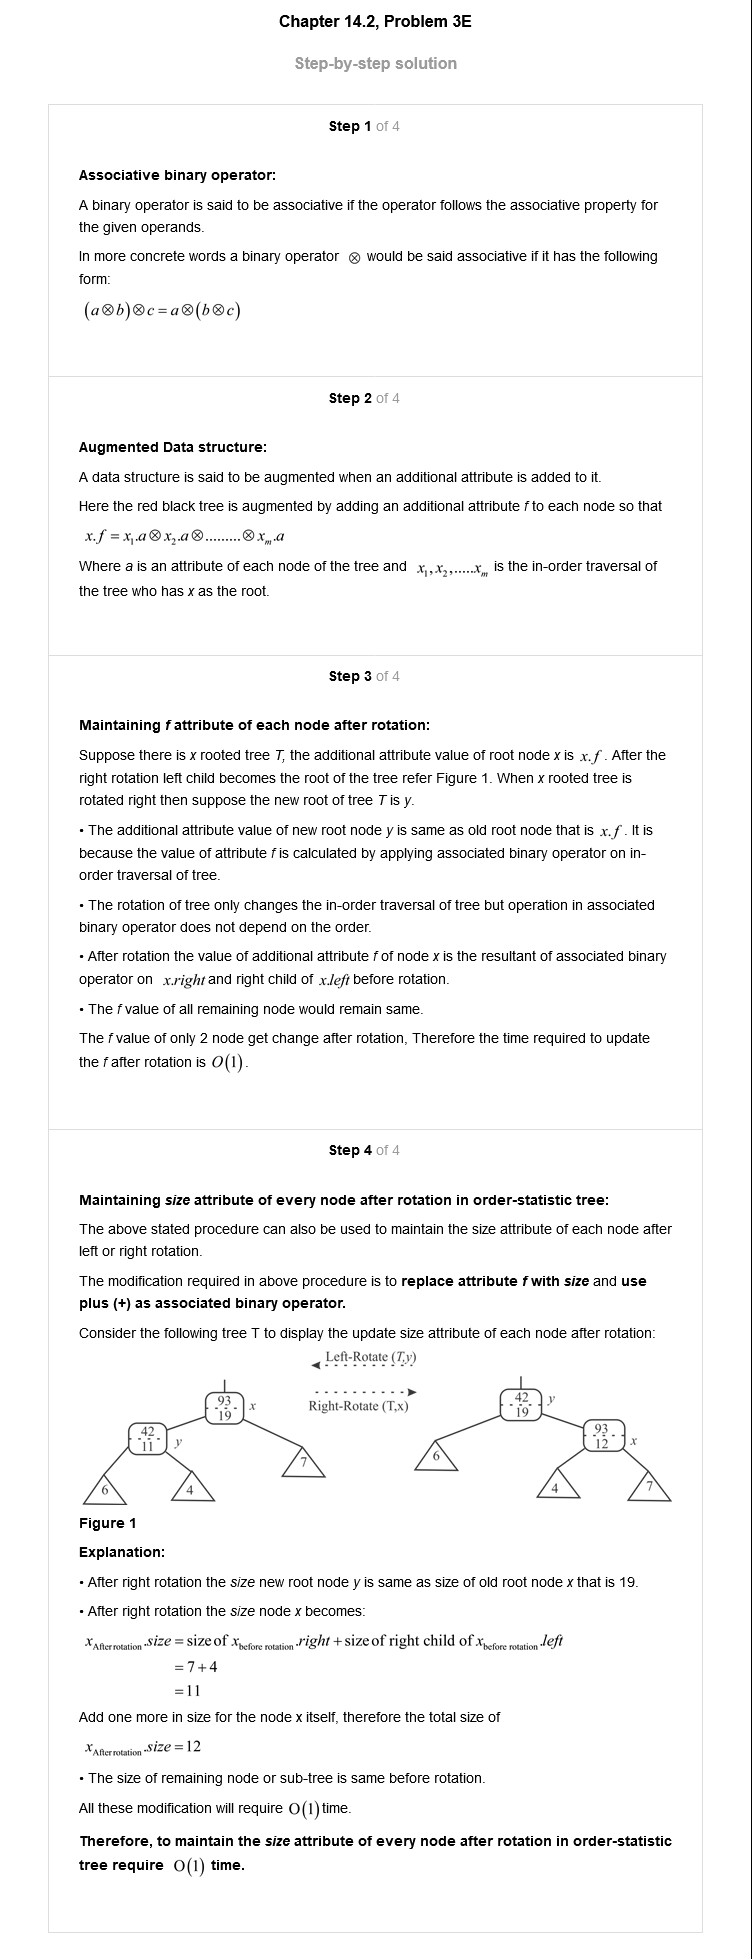 Chapter 14.2, Problem 3E
Step-by-step solution
Step 1 of 4
Associative binary operator:
A binary operator is said to be associative if the operator follows the associative property for
the given operands.
In more concrete words a binary operator ⊗ would be said associative if it has the following
form:
(a⊗b)⊗c=a⊗(b⊗c)
Step 2 of 4
Augmented Data structure:
A data structure is said to be augmented when an additional attribute is added to it.
Here the red black tree is augmented by adding an additional attribute f to each node so that
x.f = x₁.a⊗x₂.a⊗.........⊗xₘ.a
Where a is an attribute of each node of the tree and x₁,x₂,.....xₘ is the in-order traversal of
the tree who has x as the root.
Step 3 of 4
Maintaining f attribute of each node after rotation:
Suppose there is x rooted tree T, the additional attribute value of root node x is x.f . After the
right rotation left child becomes the root of the tree refer Figure 1. When x rooted tree is
rotated right then suppose the new root of tree T is y.
• The additional attribute value of new root node y is same as old root node that is x.f . It is
because the value of attribute f is calculated by applying associated binary operator on in-
order traversal of tree.
• The rotation of tree only changes the in-order traversal of tree but operation in associated
binary operator does not depend on the order.
• After rotation the value of additional attribute f of node x is the resultant of associated binary
operator on x.right and right child of x.left before rotation.
• The f value of all remaining node would remain same.
The f value of only 2 node get change after rotation, Therefore the time required to update
the f after rotation is O(1).
Step 4 of 4
Maintaining size attribute of every node after rotation in order-statistic tree:
The above stated procedure can also be used to maintain the size attribute of each node after
left or right rotation.
The modification required in above procedure is to replace attribute f with size and use
plus (+) as associated binary operator.
Consider the following tree T to display the update size attribute of each node after rotation:
Left-Rotate (T,y)
Right-Rotate (T,x)
93
19
x
42
11
y
6
4
7
42
19
y
93
12
x
6
4
7
Figure 1
Explanation:
• After right rotation the size new root node y is same as size of old root node x that is 19.
• After right rotation the size node x becomes:
x After rotation .size = size of x before rotation .right + size of right child of x before rotation .left
= 7+4
=11
Add one more in size for the node x itself, therefore the total size of
x After rotation .size =12
• The size of remaining node or sub-tree is same before rotation.
All these modification will require O(1) time.
Therefore, to maintain the size attribute of every node after rotation in order-statistic
tree require O(1) time.